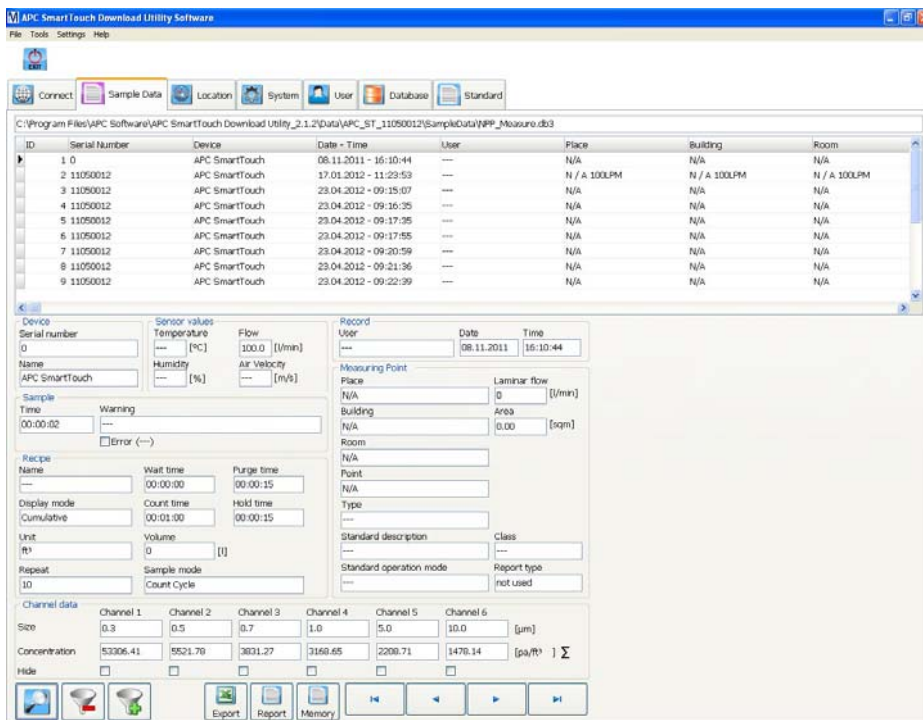 APC SmartTouch Download Utility Software
File Tools Settings Help
EXIT
Connect Sample Data Location System User Database Standard
C:\Program Files\APC Software\APC SmartTouch Download Utility_2.1.2\Data\APC_ST_11050012\SampleData\NPP_Measure.db3
ID Serial Number Device Date - Time User Place Building Room
1 0 APC SmartTouch 08.11.2011 - 16:10:44 --- N/A N/A N/A
2 11050012 APC SmartTouch 17.01.2012 - 11:23:53 --- N / A 100LPM N / A 100LPM N / A 100LPM
3 11050012 APC SmartTouch 23.04.2012 - 09:15:07 --- N/A N/A N/A
4 11050012 APC SmartTouch 23.04.2012 - 09:16:35 --- N/A N/A N/A
5 11050012 APC SmartTouch 23.04.2012 - 09:17:35 --- N/A N/A N/A
6 11050012 APC SmartTouch 23.04.2012 - 09:17:55 --- N/A N/A N/A
7 11050012 APC SmartTouch 23.04.2012 - 09:20:59 --- N/A N/A N/A
8 11050012 APC SmartTouch 23.04.2012 - 09:21:36 --- N/A N/A N/A
9 11050012 APC SmartTouch 23.04.2012 - 09:22:39 --- N/A N/A N/A
Device
Serial number
0
Name
APC SmartTouch
Sensor values
Temperature Flow
--- [°C] 100.0 [l/min]
Humidity Air Velocity
--- [%] --- [m/s]
Sample
Time Warning
00:00:02 ---
Error (---)
Recipe
Name Wait time Purge time
--- 00:00:00 00:00:15
Display mode Count time Hold time
Cumulative 00:01:00 00:00:15
Unit Volume
ft³ 0 [l]
Repeat Sample mode
10 Count Cycle
Record
User Date Time
--- 08.11.2011 16:10:44
Measuring Point
Place Laminar flow
N/A 0 [l/min]
Building Area
N/A 0.00 [sqm]
Room
N/A
Point
N/A
Type
---
Standard description Class
--- ---
Standard operation mode Report type
--- not used
Channel data
Channel 1 Channel 2 Channel 3 Channel 4 Channel 5 Channel 6
Size 0.3 0.5 0.7 1.0 5.0 10.0 [µm]
Concentration 53306.41 5521.78 3831.27 3168.65 2208.71 1478.14 [pa/ft³ ] Σ
Hide
Export Report Memory